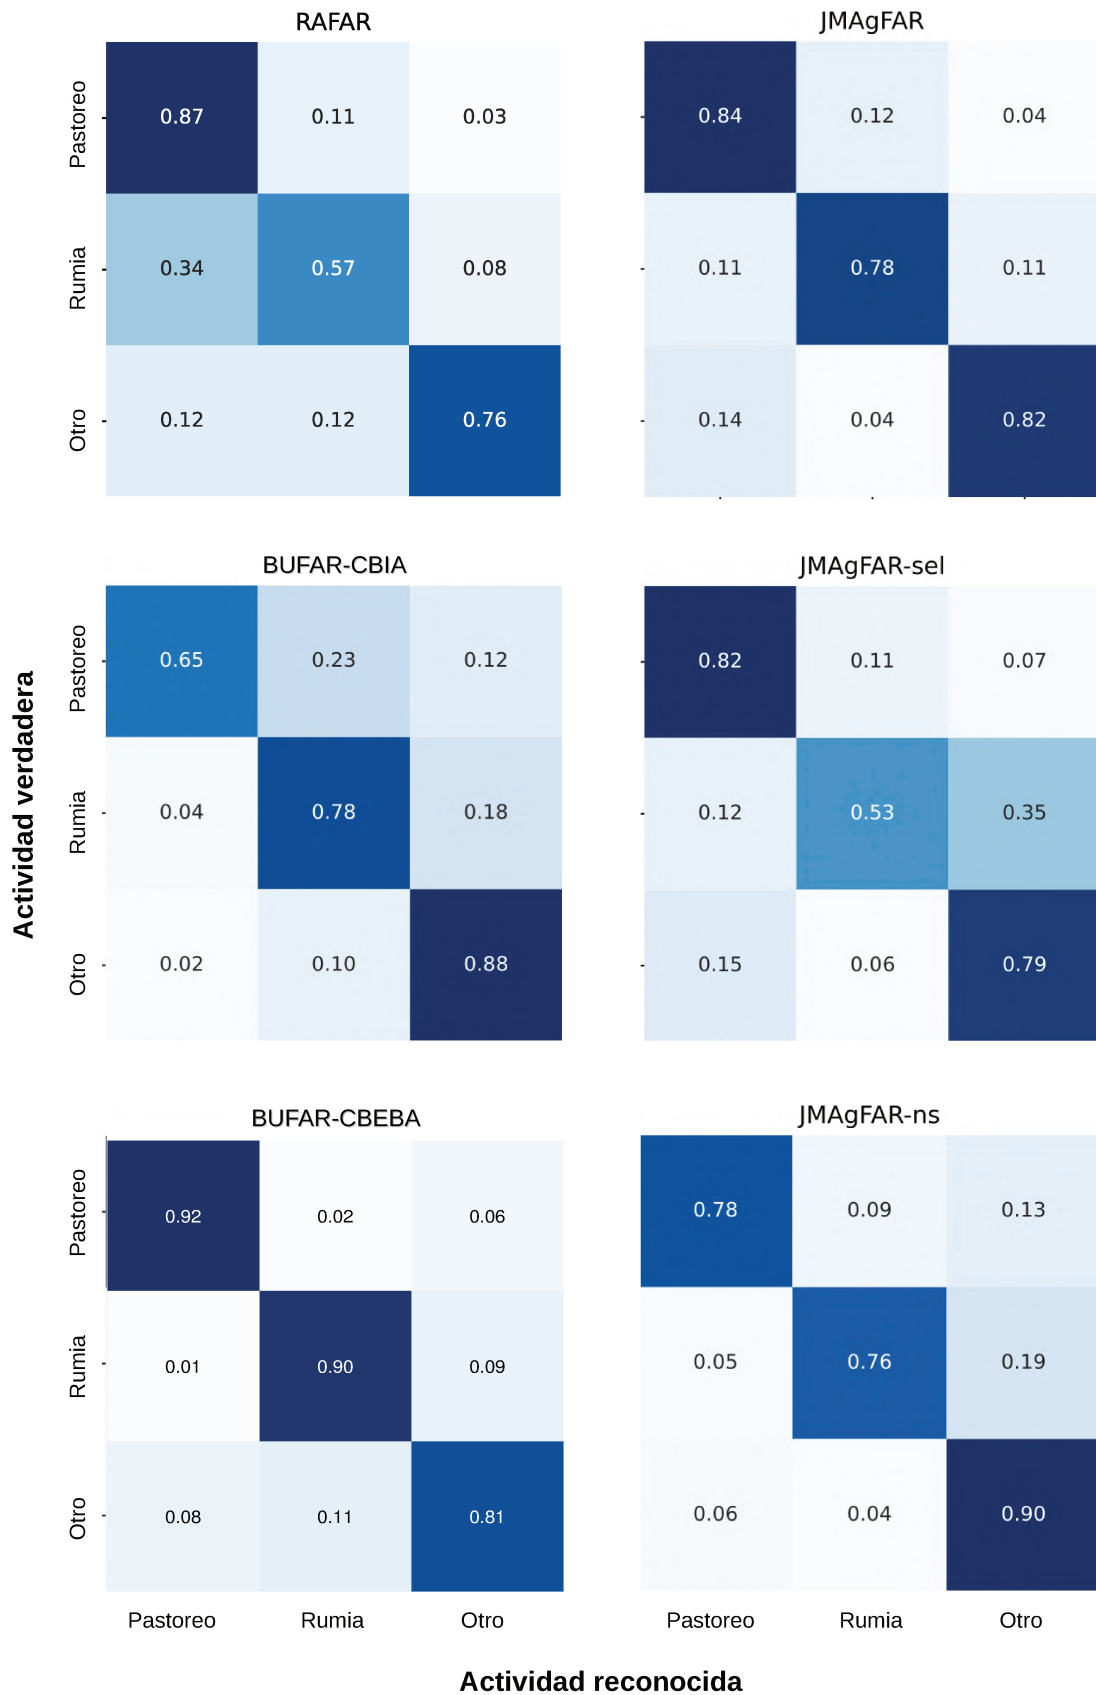 RAFAR
JMAgFAR
Pastoreo
0.87 0.11 0.03
0.84 0.12 0.04
Rumia
0.34 0.57 0.08
0.11 0.78 0.11
Otro
0.12 0.12 0.76
0.14 0.04 0.82
BUFAR-CBIA
JMAgFAR-sel
Actividad verdadera
Pastoreo
0.65 0.23 0.12
0.82 0.11 0.07
Rumia
0.04 0.78 0.18
0.12 0.53 0.35
Otro
0.02 0.10 0.88
0.15 0.06 0.79
BUFAR-CBEBA
JMAgFAR-ns
Pastoreo
0.92 0.02 0.06
0.78 0.09 0.13
Rumia
0.01 0.90 0.09
0.05 0.76 0.19
Otro
0.08 0.11 0.81
0.06 0.04 0.90
Pastoreo Rumia Otro
Pastoreo Rumia Otro
Actividad reconocida